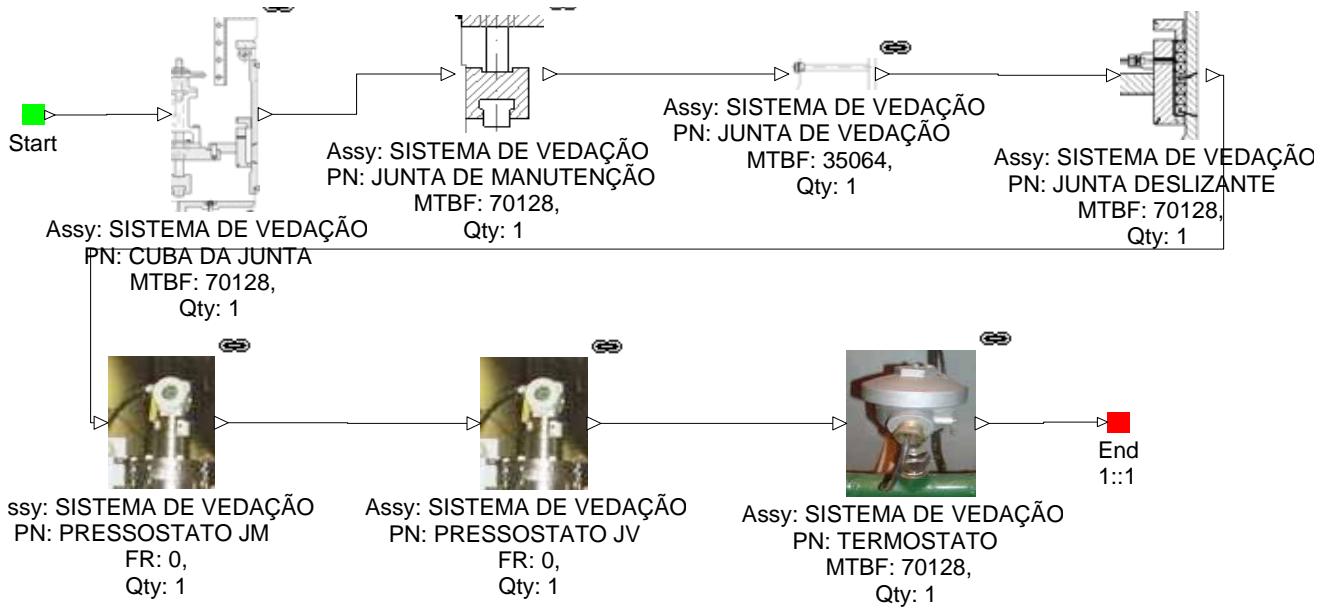 Start
Assy: SISTEMA DE VEDAÇÃO
PN: CUBA DA JUNTA
MTBF: 70128,
Qty: 1
Assy: SISTEMA DE VEDAÇÃO
PN: JUNTA DE MANUTENÇÃO
MTBF: 70128,
Qty: 1
Assy: SISTEMA DE VEDAÇÃO
PN: JUNTA DE VEDAÇÃO
MTBF: 35064,
Qty: 1
Assy: SISTEMA DE VEDAÇÃO
PN: JUNTA DESLIZANTE
MTBF: 70128,
Qty: 1
ssy: SISTEMA DE VEDAÇÃO
PN: PRESSOSTATO JM
FR: 0,
Qty: 1
Assy: SISTEMA DE VEDAÇÃO
PN: PRESSOSTATO JV
FR: 0,
Qty: 1
Assy: SISTEMA DE VEDAÇÃO
PN: TERMOSTATO
MTBF: 70128,
Qty: 1
End
1::1